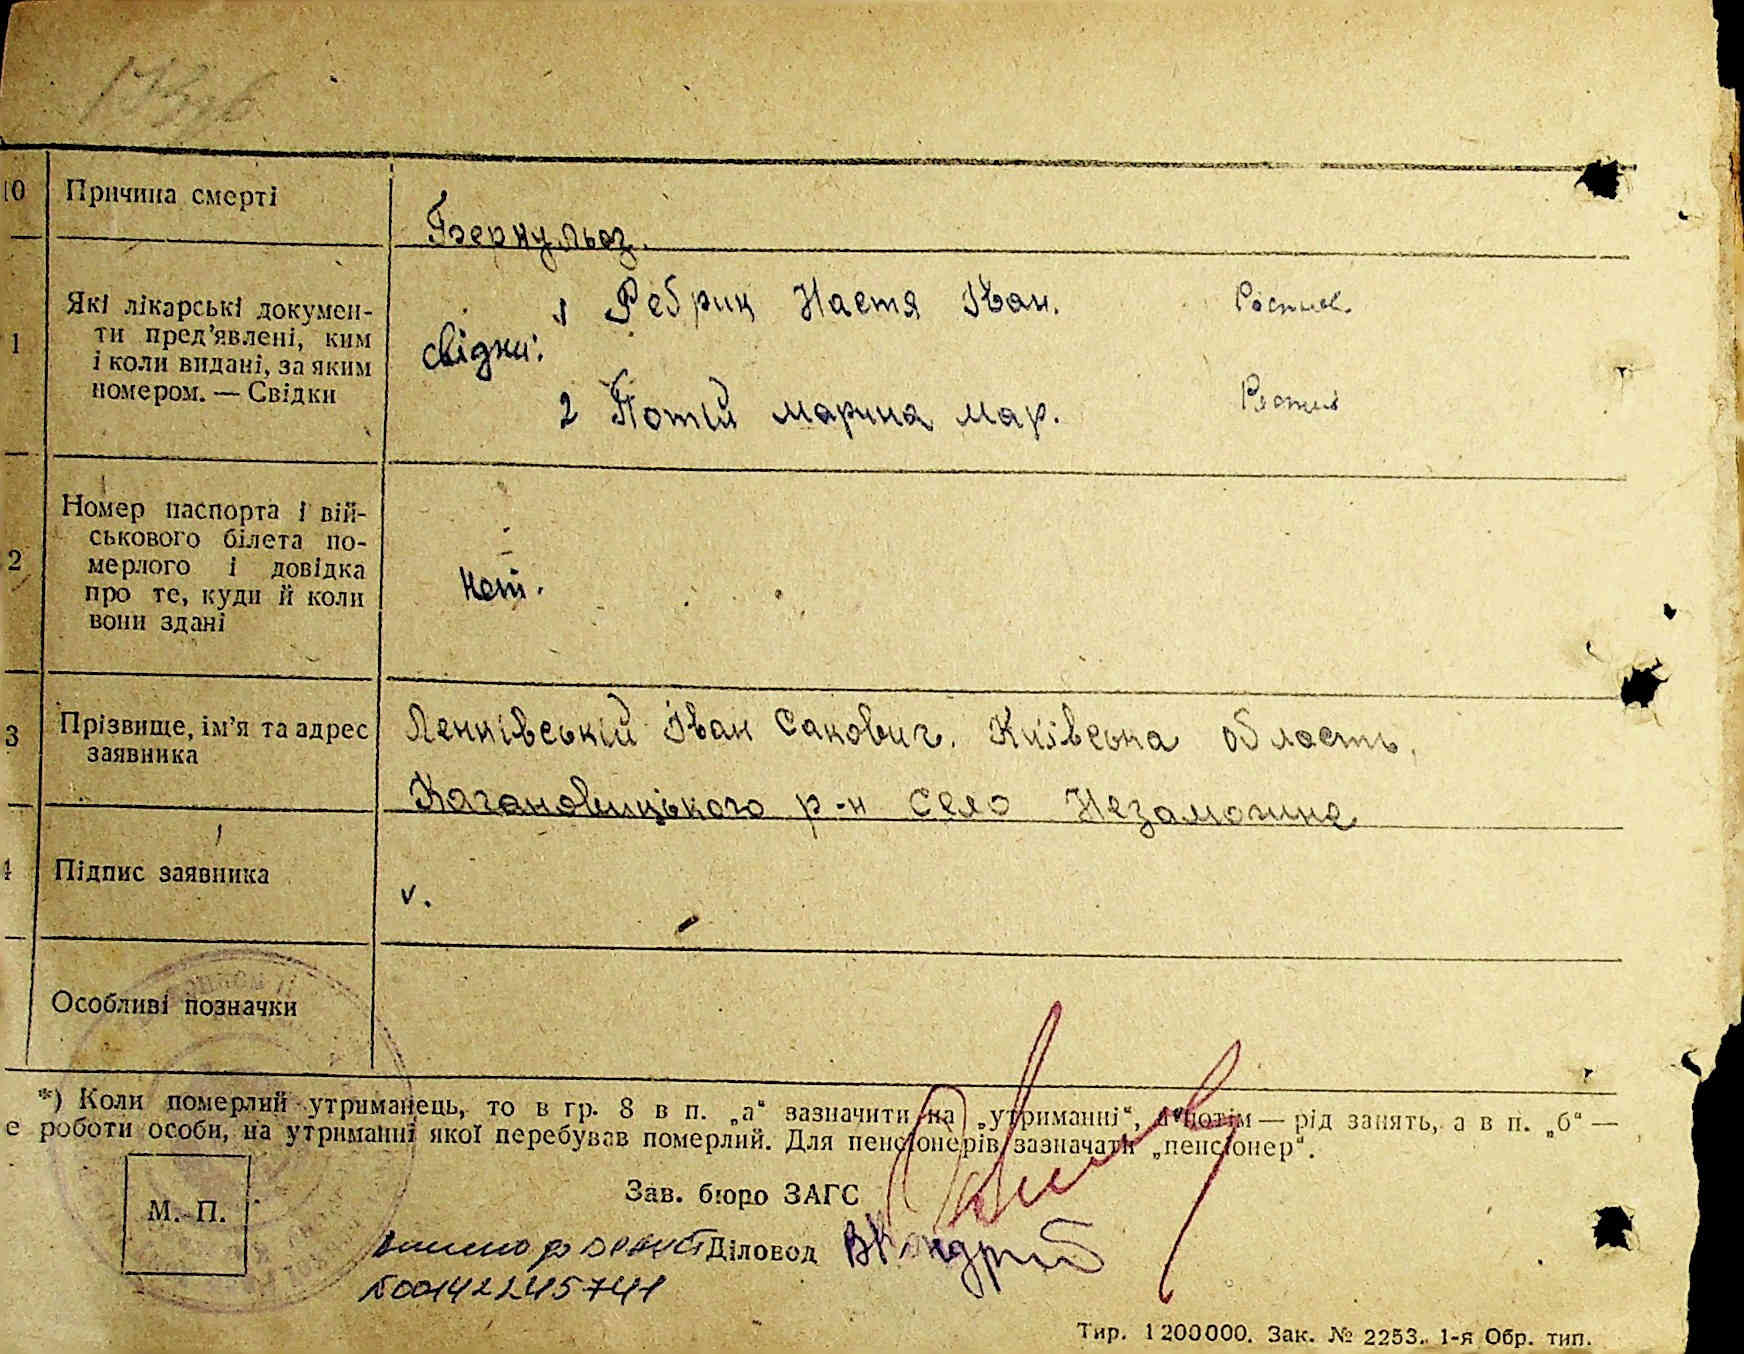 10 Причина смерті
Тберкульоз.
1 Які лікарські докумен-
ти пред'явлені, ким
і коли видані, за яким
номером. — Свідки
свідки:
1 Ребрик Настя Іван.
2 Потій марина мар.
2 Номер паспорта і вій-
ськового білета по-
мерлого і довідка
про те, куди й коли
вони здані
нет.
3 Прізвище, ім'я та адрес
заявника
Ленківській Іван Сакович. Київська область.
Кагановицького р-н село Незаможне
4 Підпис заявника
v.
Особливі позначки
*) Коли померлий утриманець, то в гр. 8 в п. „а“ зазначити на „утриманні“, а потім — рід занять, а в п. „б“ —
е роботи особи, на утриманні якої перебував померлий. Для пенсіонерів зазначати „пенсіонер“.
М. П.
Зав. бюро ЗАГС
Діловод
00142245741
Тир. 1200000. Зак. № 2253. 1-я Обр. тип.